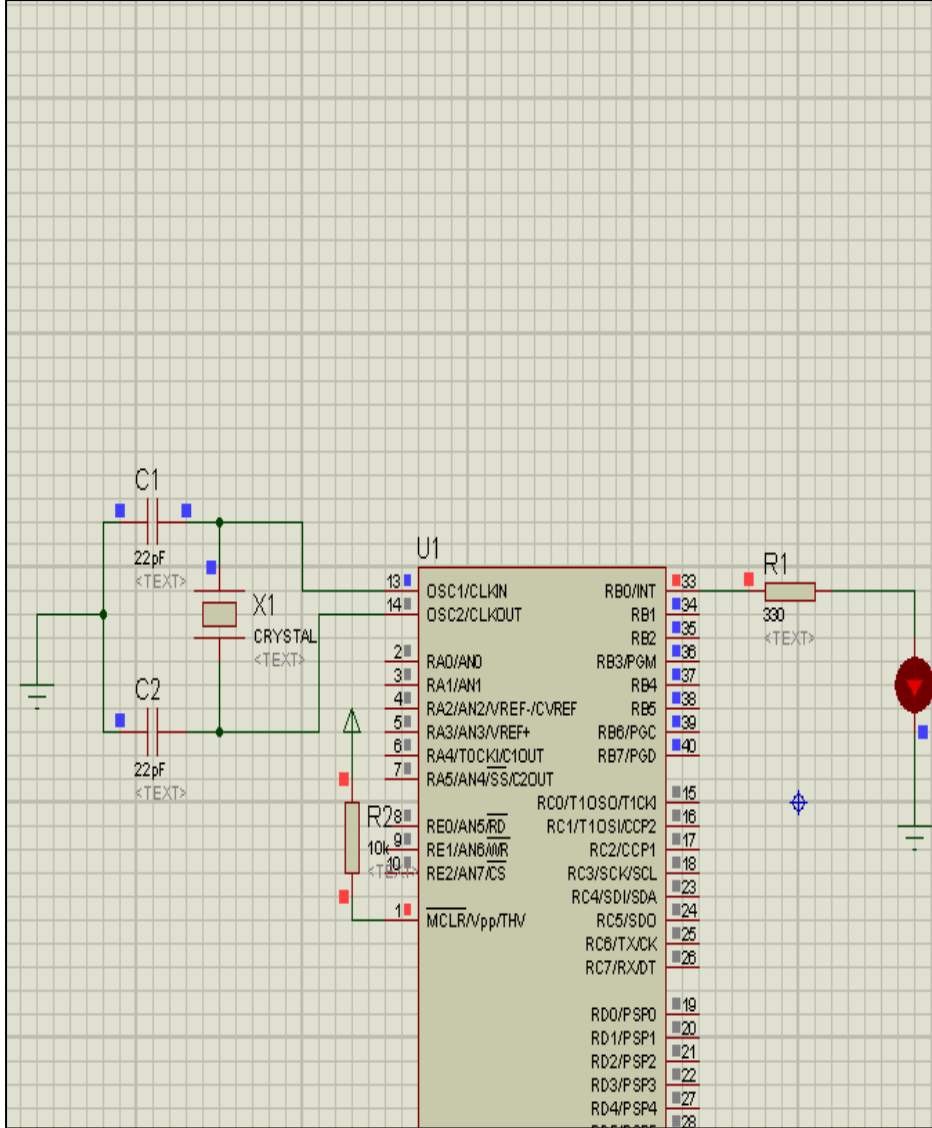 C1
22pF
<TEXT>
X1
CRYSTAL
<TEXT>
C2
22pF
<TEXT>
R2
10k
<TEXT>
U1
13 OSC1/CLKIN
14 OSC2/CLKOUT
2 RA0/AN0
3 RA1/AN1
4 RA2/AN2/VREF-/CVREF
5 RA3/AN3/VREF+
6 RA4/T0CKI/C1OUT
7 RA5/AN4/SS/C2OUT
8 RE0/AN5/RD
9 RE1/AN6/WR
10 RE2/AN7/CS
1 MCLR/Vpp/THV
RB0/INT 33
RB1 34
RB2 35
RB3/PGM 36
RB4 37
RB5 38
RB6/PGC 39
RB7/PGD 40
RC0/T1OSO/T1CKI 15
RC1/T1OSI/CCP2 16
RC2/CCP1 17
RC3/SCK/SCL 18
RC4/SDI/SDA 23
RC5/SDO 24
RC6/TX/CK 25
RC7/RX/DT 26
RD0/PSP0 19
RD1/PSP1 20
RD2/PSP2 21
RD3/PSP3 22
RD4/PSP4 27
28
R1
330
<TEXT>